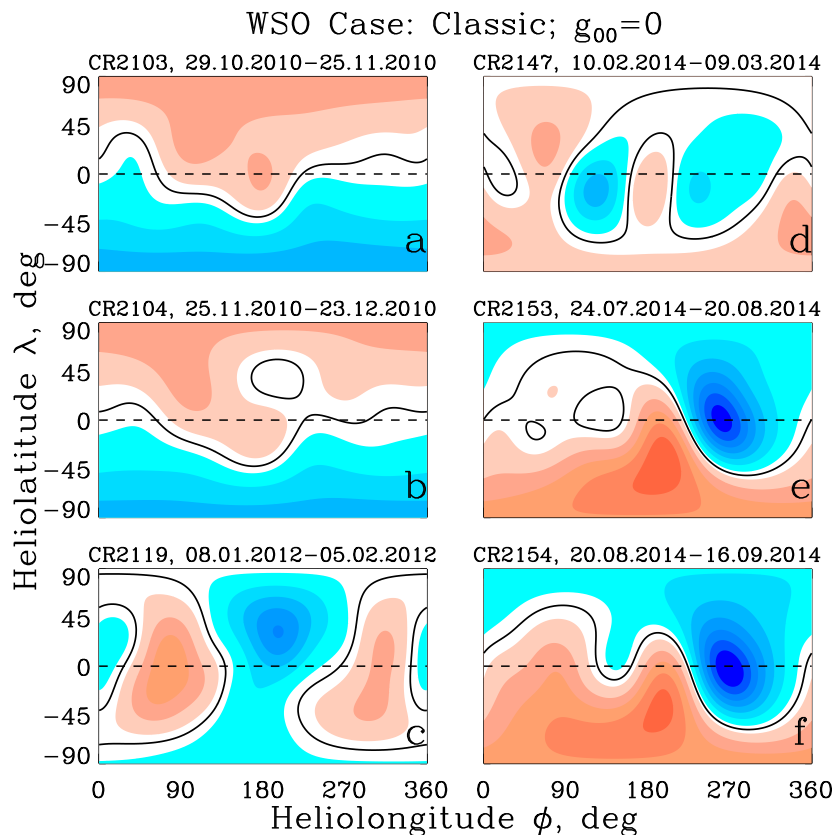 WSO Case: Classic; g00=0
CR2103, 29.10.2010−25.11.2010
CR2147, 10.02.2014−09.03.2014
90
45
0
−45
−90
a
d
CR2104, 25.11.2010−23.12.2010
CR2153, 24.07.2014−20.08.2014
90
45
0
−45
−90
b
e
CR2119, 08.01.2012−05.02.2012
CR2154, 20.08.2014−16.09.2014
90
45
0
−45
−90
c
f
0 90 180 270 360
0 90 180 270 360
Heliolatitude λ, deg
Heliolongitude ϕ, deg